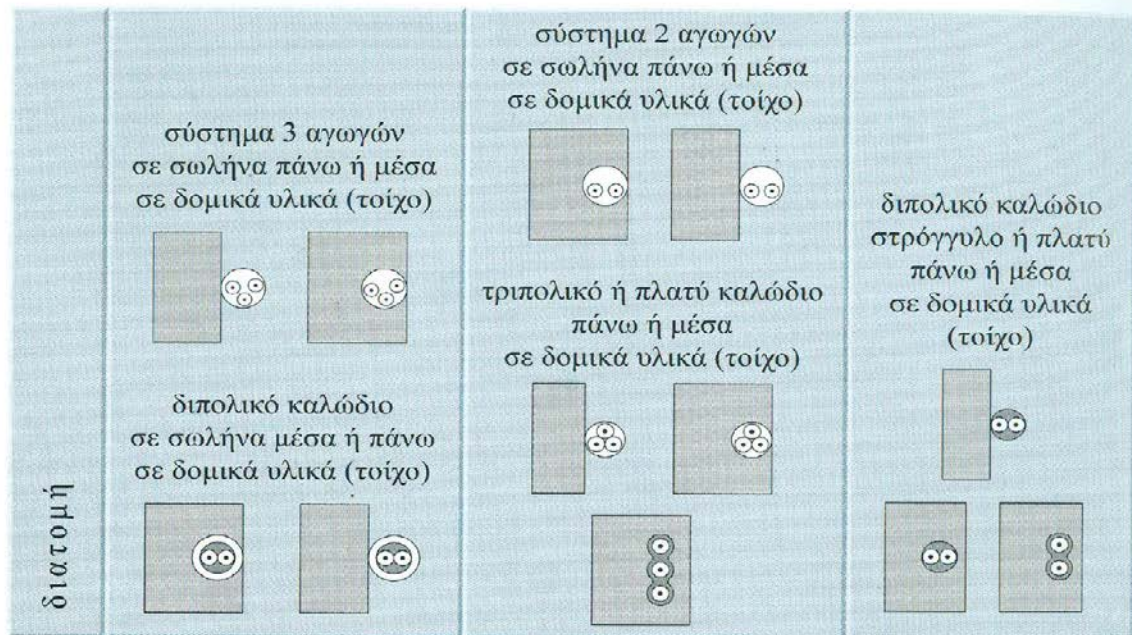 σύστημα 3 αγωγών
σε σωλήνα πάνω ή μέσα
σε δομικά υλικά (τοίχο)
διπολικό καλώδιο
σε σωλήνα μέσα ή πάνω
σε δομικά υλικά (τοίχο)
σύστημα 2 αγωγών
σε σωλήνα πάνω ή μέσα
σε δομικά υλικά (τοίχο)
τριπολικό ή πλατύ καλώδιο
πάνω ή μέσα
σε δομικά υλικά (τοίχο)
διπολικό καλώδιο
στρόγγυλο ή πλατύ
πάνω ή μέσα
σε δομικά υλικά
(τοίχο)
διατομή